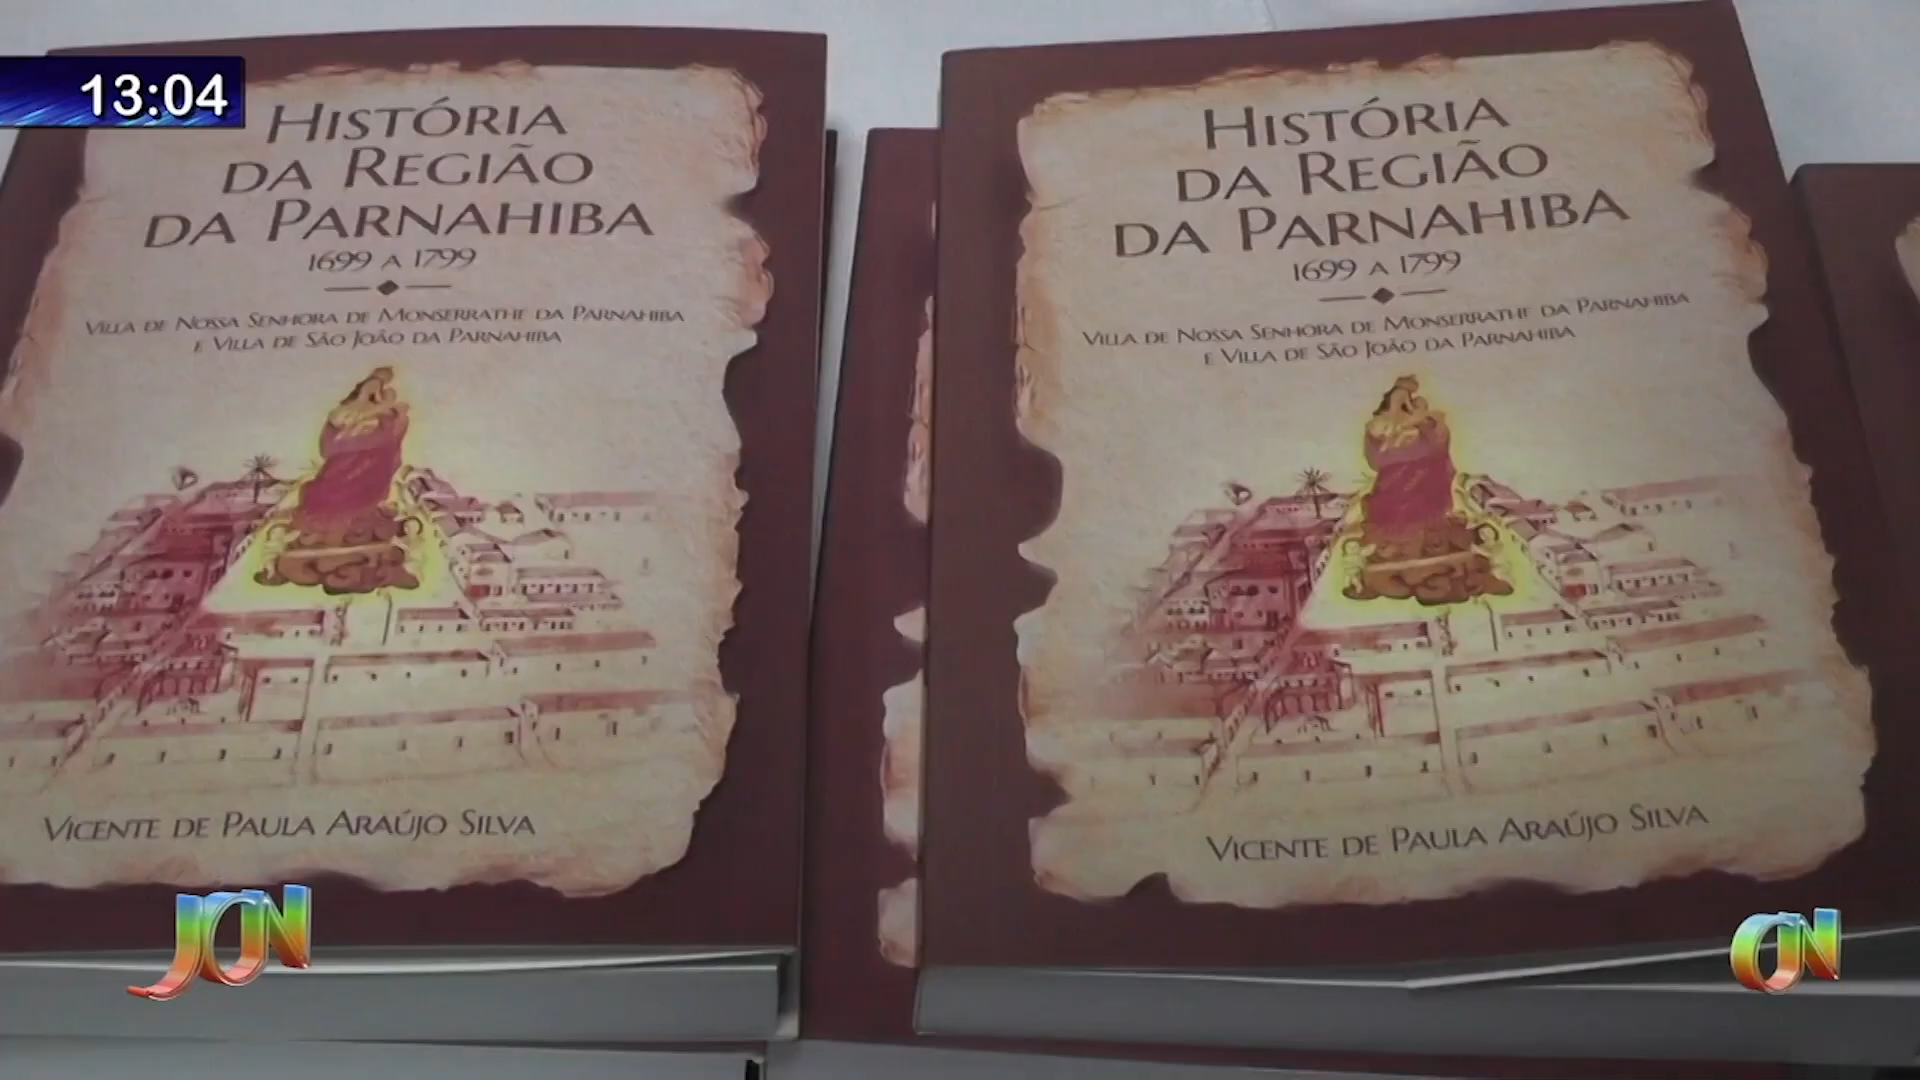 13:04
HISTÓRIA
DA REGIÃO
DA PARNAHIBA
1699 A 1799
VILLA DE NOSSA SENHORA DE MONSERRATHE DA PARNAHIBA
E VILLA DE SÃO JOÃO DA PARNAHIBA
VICENTE DE PAULA ARAÚJO SILVA
HISTÓRIA
DA REGIÃO
DA PARNAHIBA
1699 A 1799
VILLA DE NOSSA SENHORA DE MONSERRATHE DA PARNAHIBA
E VILLA DE SÃO JOÃO DA PARNAHIBA
VICENTE DE PAULA ARAÚJO SILVA
JCN
CN